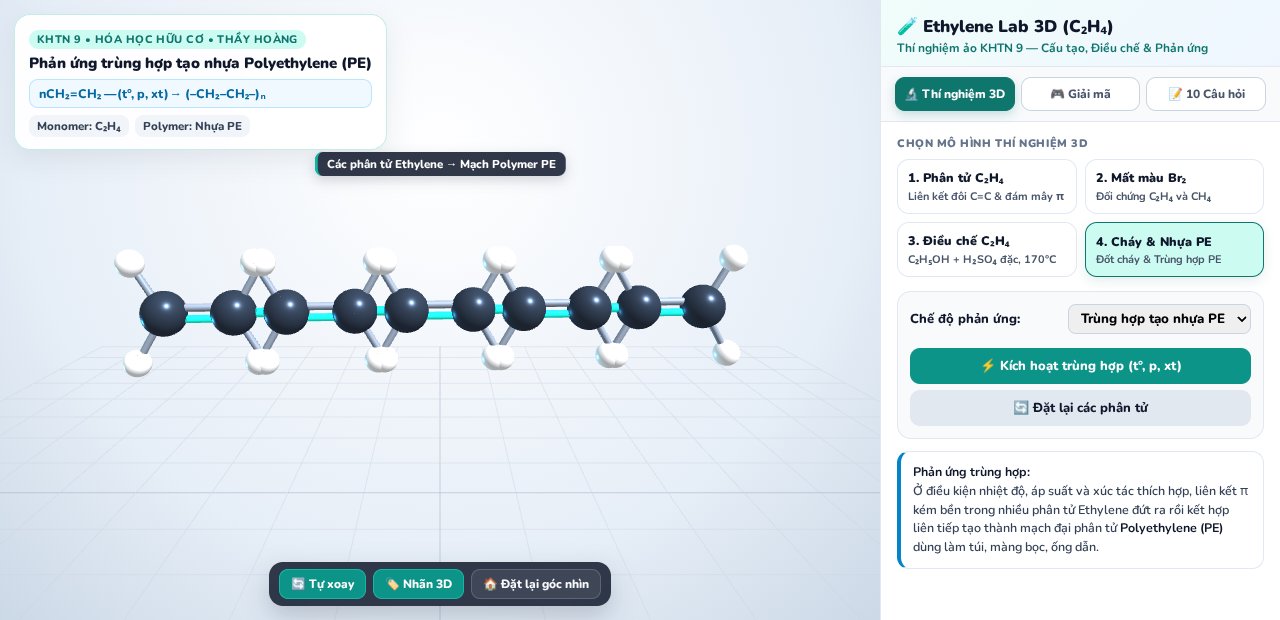 KHTN 9 • HÓA HỌC HỮU CƠ • THẦY HOÀNG
Phản ứng trùng hợp tạo nhựa Polyethylene (PE)
nCH₂=CH₂ —(t°, p, xt)→ (–CH₂–CH₂–)ₙ
Monomer: C₂H₄
Polymer: Nhựa PE
Các phân tử Ethylene → Mạch Polymer PE
🔄 Tự xoay
🏷️ Nhãn 3D
🏠 Đặt lại góc nhìn
🧪 Ethylene Lab 3D (C₂H₄)
Thí nghiệm ảo KHTN 9 — Cấu tạo, Điều chế & Phản ứng
🔬 Thí nghiệm 3D
🎮 Giải mã
📝 10 Câu hỏi
CHỌN MÔ HÌNH THÍ NGHIỆM 3D
1. Phân tử C₂H₄
Liên kết đôi C=C & đám mây π
2. Mất màu Br₂
Đối chứng C₂H₄ và CH₄
3. Điều chế C₂H₄
C₂H₅OH + H₂SO₄ đặc, 170°C
4. Cháy & Nhựa PE
Đốt cháy & Trùng hợp PE
Chế độ phản ứng:
Trùng hợp tạo nhựa PE
⚡ Kích hoạt trùng hợp (t°, p, xt)
🔄 Đặt lại các phân tử
Phản ứng trùng hợp:
Ở điều kiện nhiệt độ, áp suất và xúc tác thích hợp, liên kết π
kém bền trong nhiều phân tử Ethylene đứt ra rồi kết hợp
liên tiếp tạo thành mạch đại phân tử Polyethylene (PE)
dùng làm túi, màng bọc, ống dẫn.